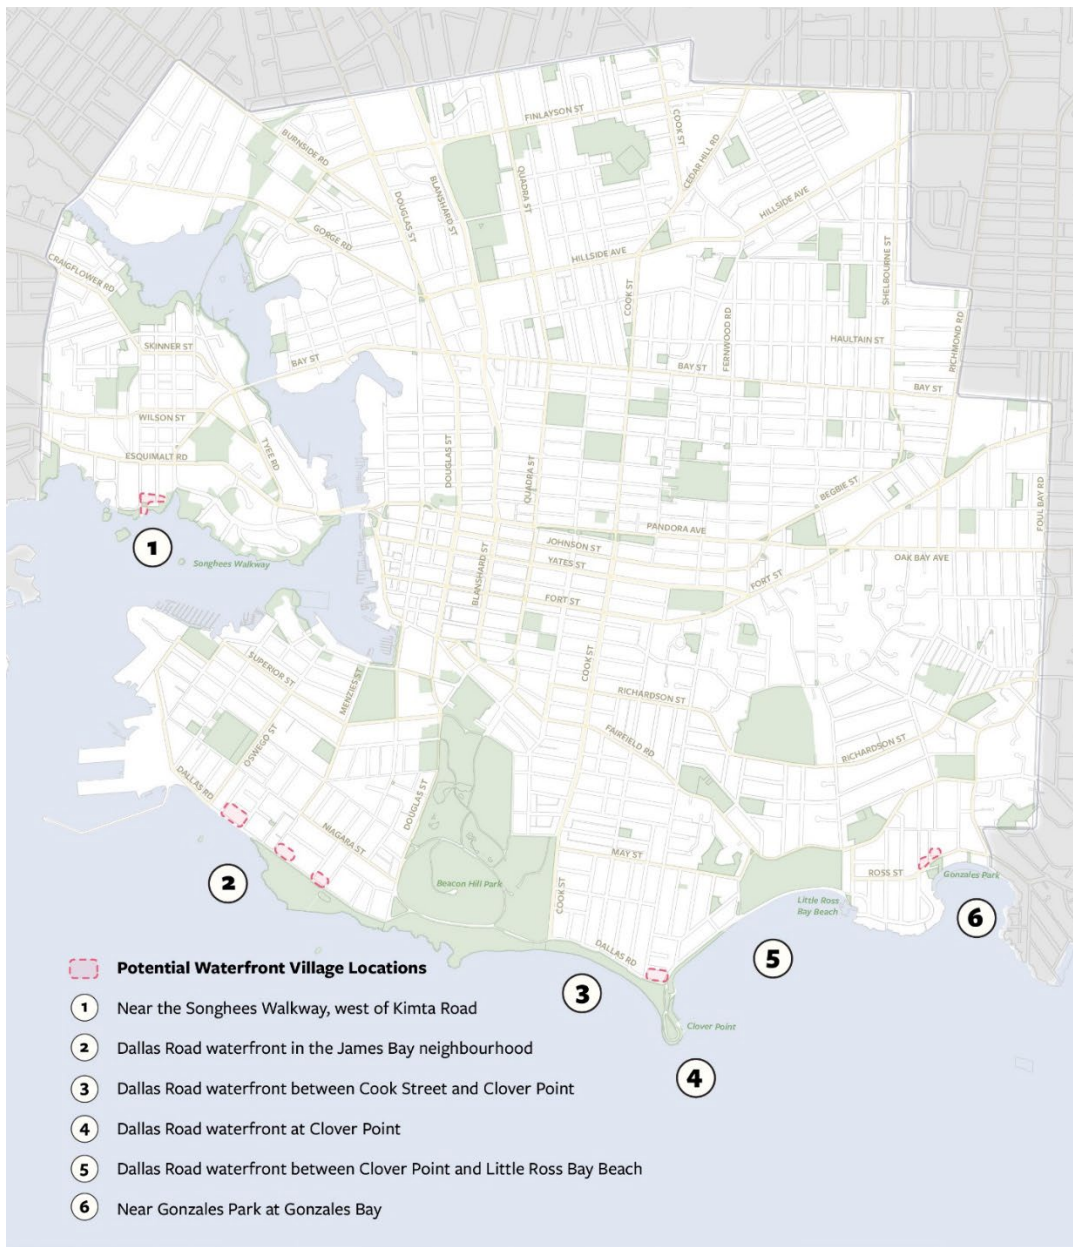 FINLAYSON ST
COOK ST
CEDAR HILL RD
BURNSIDE RD
QUADRA ST
BLANSHARD ST
DOUGLAS ST
HILLSIDE AVE
GORGE RD
HILLSIDE AVE
SHELBOURNE ST
CRAIGFLOWER RD
COOK ST
FERNWOOD RD
RICHMOND RD
SKINNER ST
HAULTAIN ST
BAY ST
BAY ST
BAY ST
WILSON ST
TYEE RD
ESQUIMALT RD
DOUGLAS ST
QUADRA ST
BEGBIE ST
FOUL BAY RD
PANDORA AVE
1
JOHNSON ST
OAK BAY AVE
Songhees Walkway
YATES ST
BLANSHARD ST
FORT ST
FORT ST
SUPERIOR ST
MENZIES ST
COOK ST
RICHARDSON ST
OSWEGO ST
FAIRFIELD RD
RICHARDSON ST
DALLAS RD
DOUGLAS ST
NIAGARA ST
MAY ST
ROSS ST
Gonzales Park
2
Beacon Hill Park
COOK ST
Little Ross
Bay Beach
6
DALLAS RD
5
3
Clover Point
4
Potential Waterfront Village Locations
1 Near the Songhees Walkway, west of Kimta Road
2 Dallas Road waterfront in the James Bay neighbourhood
3 Dallas Road waterfront between Cook Street and Clover Point
4 Dallas Road waterfront at Clover Point
5 Dallas Road waterfront between Clover Point and Little Ross Bay Beach
6 Near Gonzales Park at Gonzales Bay